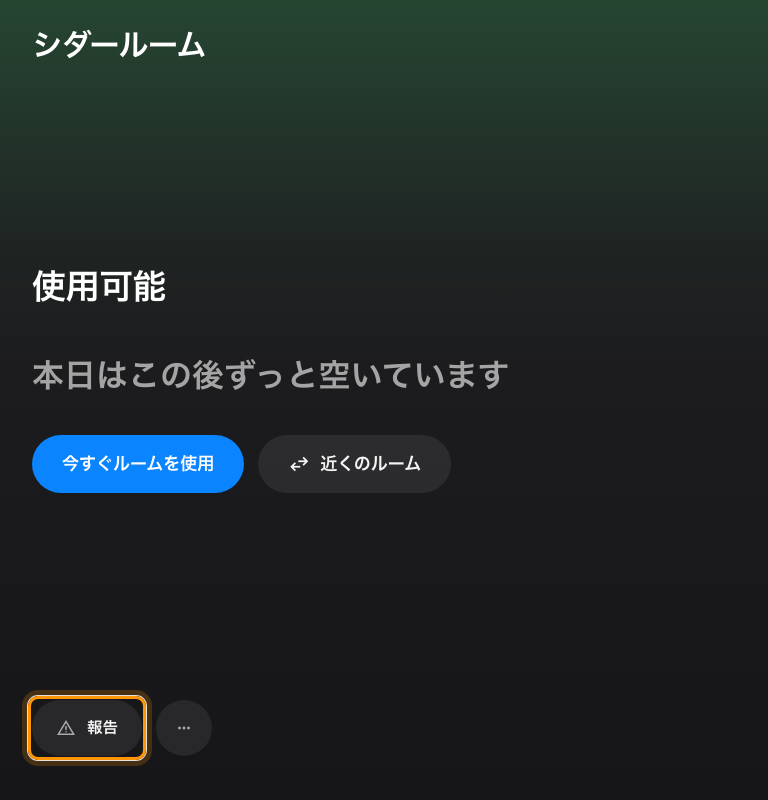 シダールーム
使用可能
本日はこの後ずっと空いています
今すぐルームを使用
近くのルーム
報告